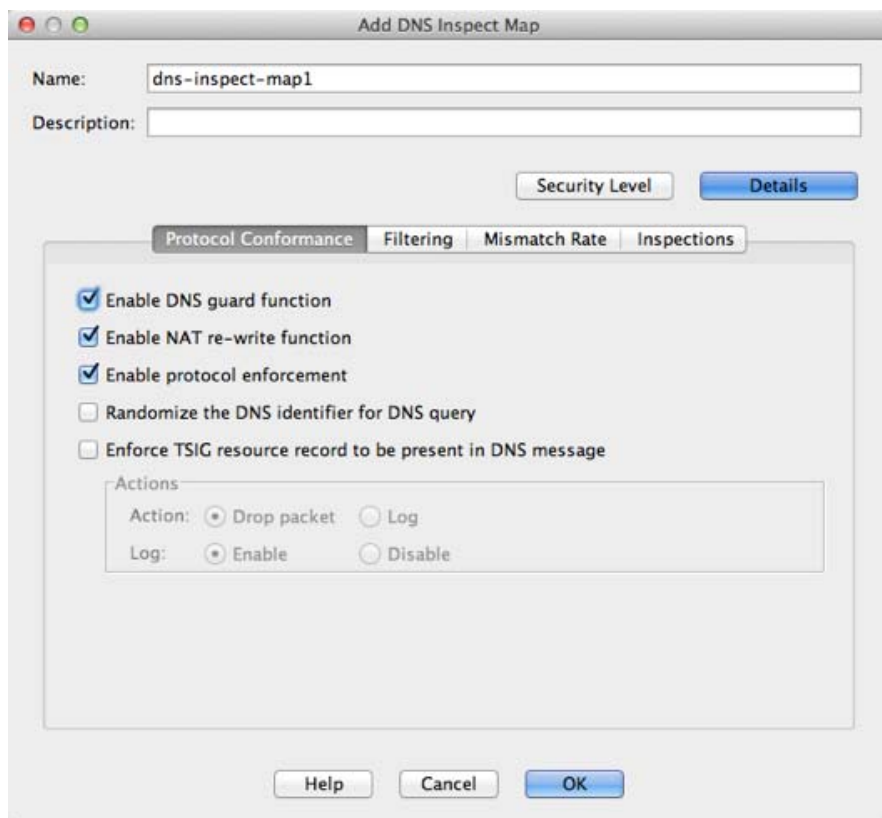 Add DNS Inspect Map
Name: dns-inspect-map1
Description:
Security Level Details
Protocol Conformance Filtering Mismatch Rate Inspections
Enable DNS guard function
Enable NAT re-write function
Enable protocol enforcement
Randomize the DNS identifier for DNS query
Enforce TSIG resource record to be present in DNS message
Actions
Action: Drop packet Log
Log: Enable Disable
Help Cancel OK